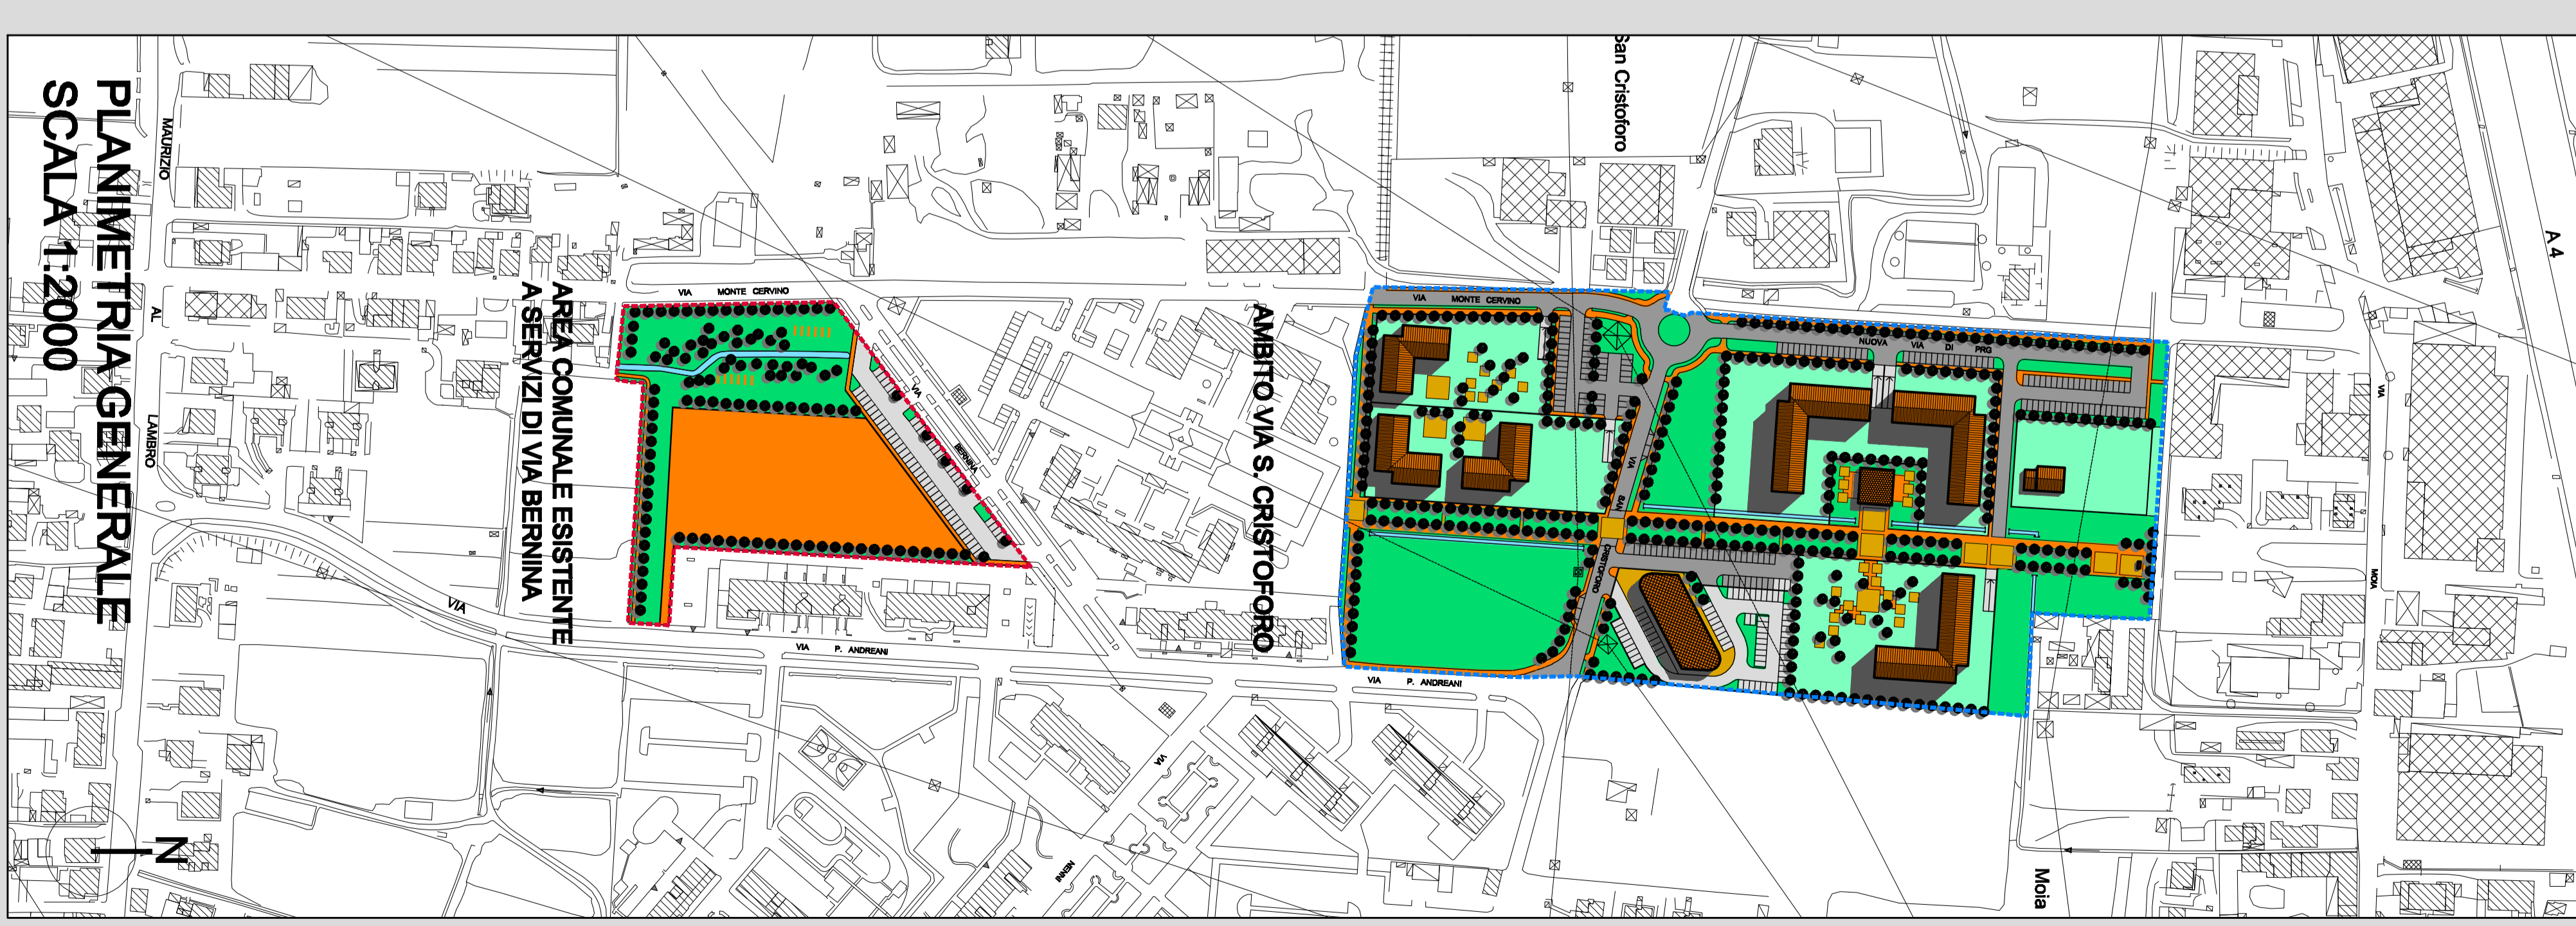 PLANIMETRIA GENERALE
SCALA 1:2000
MAURIZIO
AL
LAMBRO
AREA COMUNALE ESISTENTE
A SERVIZI DI VIA BERNINA
VIA MONTE CERVINO
VIA
BERNINA
VIA
VIA P. ANDREANI
AMBITO VIA S. CRISTOFORO
San Cristoforo
VIA MONTE CERVINO
NUOVA VIA DI PRG
VIA
SAN
CRISTOFORO
VIA P. ANDREANI
VIA
NENNI
VIA
MOIA
Moia
A 4
N